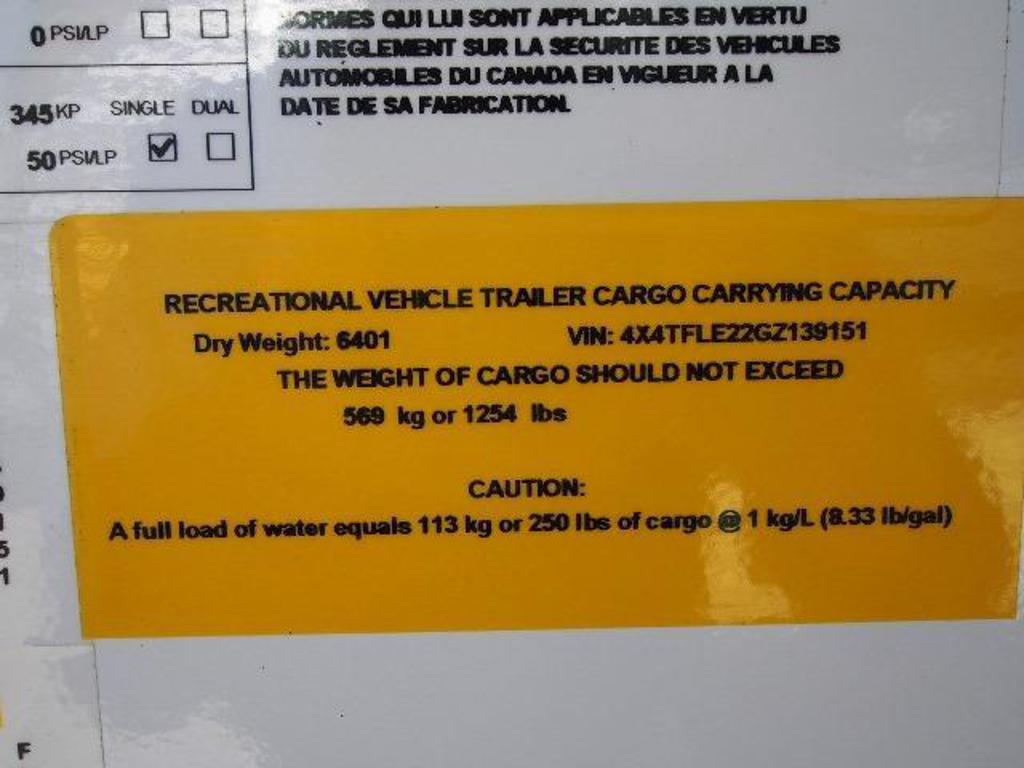 0 PSI/LP
345 KP SINGLE DUAL
50 PSI/LP
NORMES QUI LUI SONT APPLICABLES EN VERTU
DU REGLEMENT SUR LA SECURITE DES VEHICULES
AUTOMOBILES DU CANADA EN VIGUEUR A LA
DATE DE SA FABRICATION.
RECREATIONAL VEHICLE TRAILER CARGO CARRYING CAPACITY
Dry Weight: 6401 VIN: 4X4TFLE22GZ139151
THE WEIGHT OF CARGO SHOULD NOT EXCEED
569 kg or 1254 lbs
CAUTION:
A full load of water equals 113 kg or 250 lbs of cargo @ 1 kg/L (8.33 lb/gal)
5
1
F